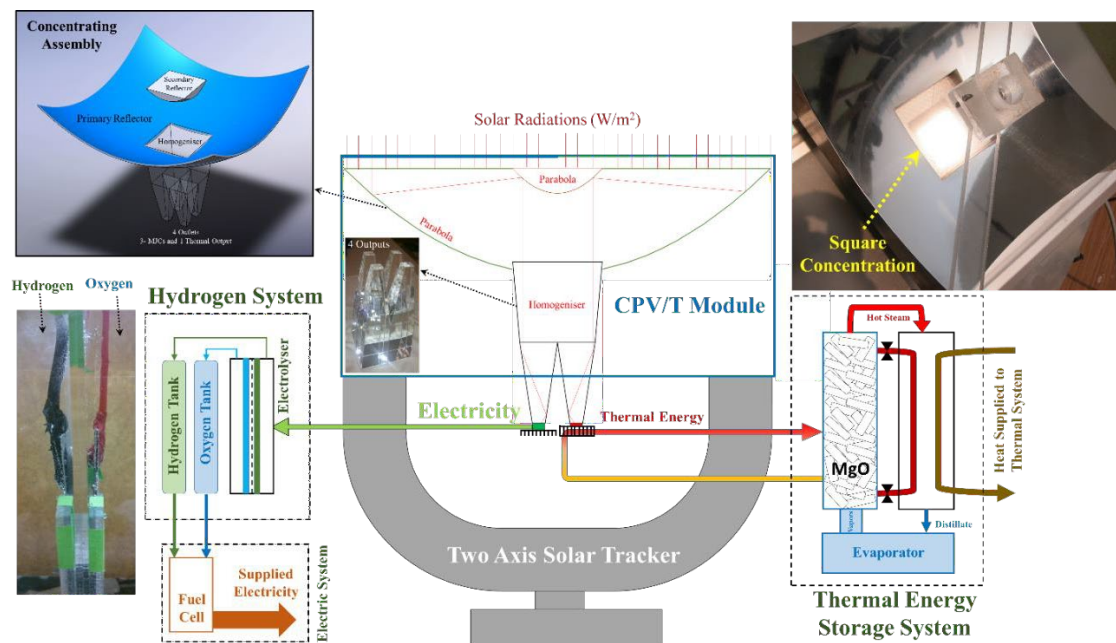 Concentrating
Assembly
Secondary
Reflector
Primary Reflector
Homogeniser
4 Outlets
3- MJCs and 1 Thermal Output
Solar Radiations (W/m²)
Parabola
Parabola
4 Outputs
Homogeniser
CPV/T Module
Square
Concentration
Hydrogen
Oxygen
Hydrogen System
Hydrogen Tank
Oxygen Tank
Electrolyser
Electricity
Thermal Energy
Hot Steam
MgO
Heat Supplied to
Thermal System
Vapors
Distillate
Evaporator
Two Axis Solar Tracker
Fuel
Cell
Supplied
Electricity
Electric System
Thermal Energy
Storage System